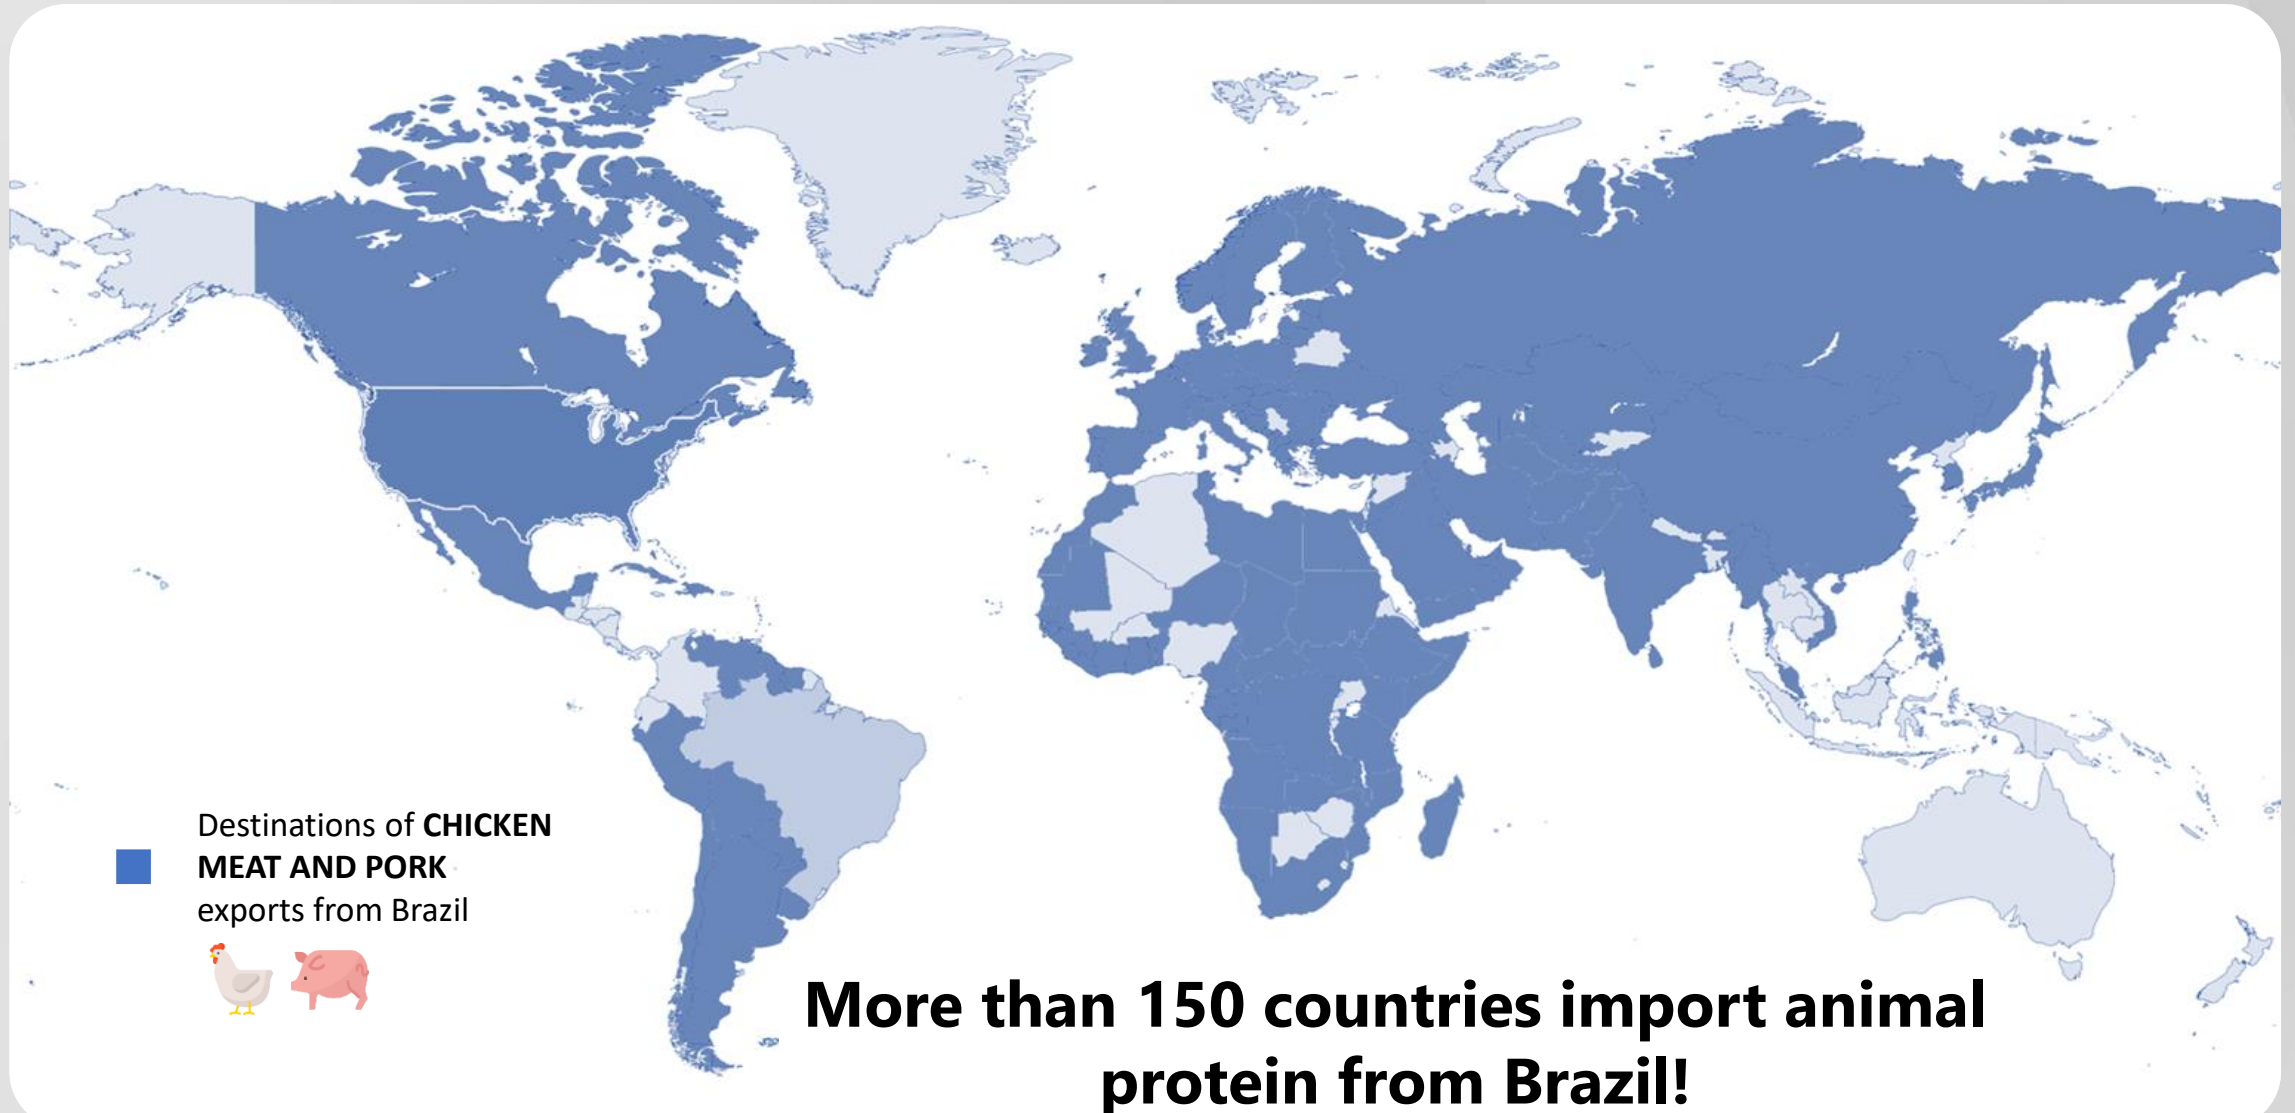 Destinations of CHICKEN
MEAT AND PORK
exports from Brazil
More than 150 countries import animal
protein from Brazil!